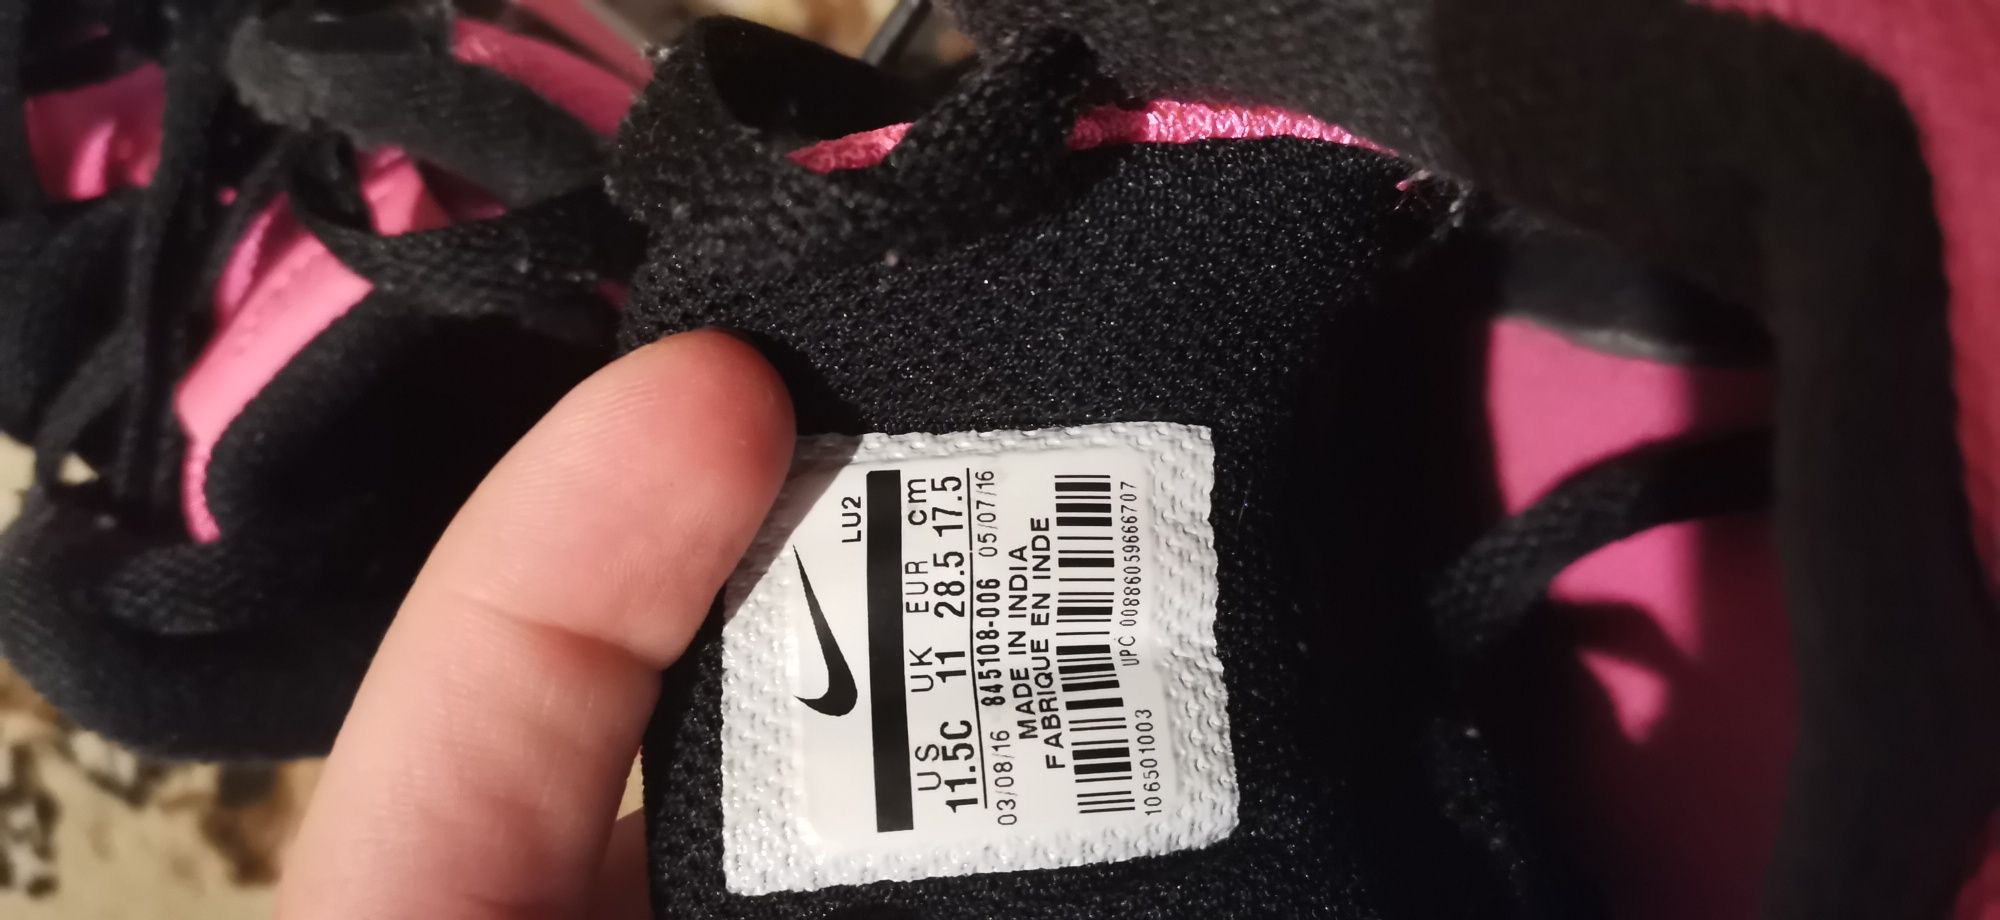 LU2
US UK EUR cm
11.5C 11 28.5 17.5
03/08/16 845108-006 05/07/16
MADE IN INDIA
FABRIQUE EN INDE
106501003 UPC 00886059666707